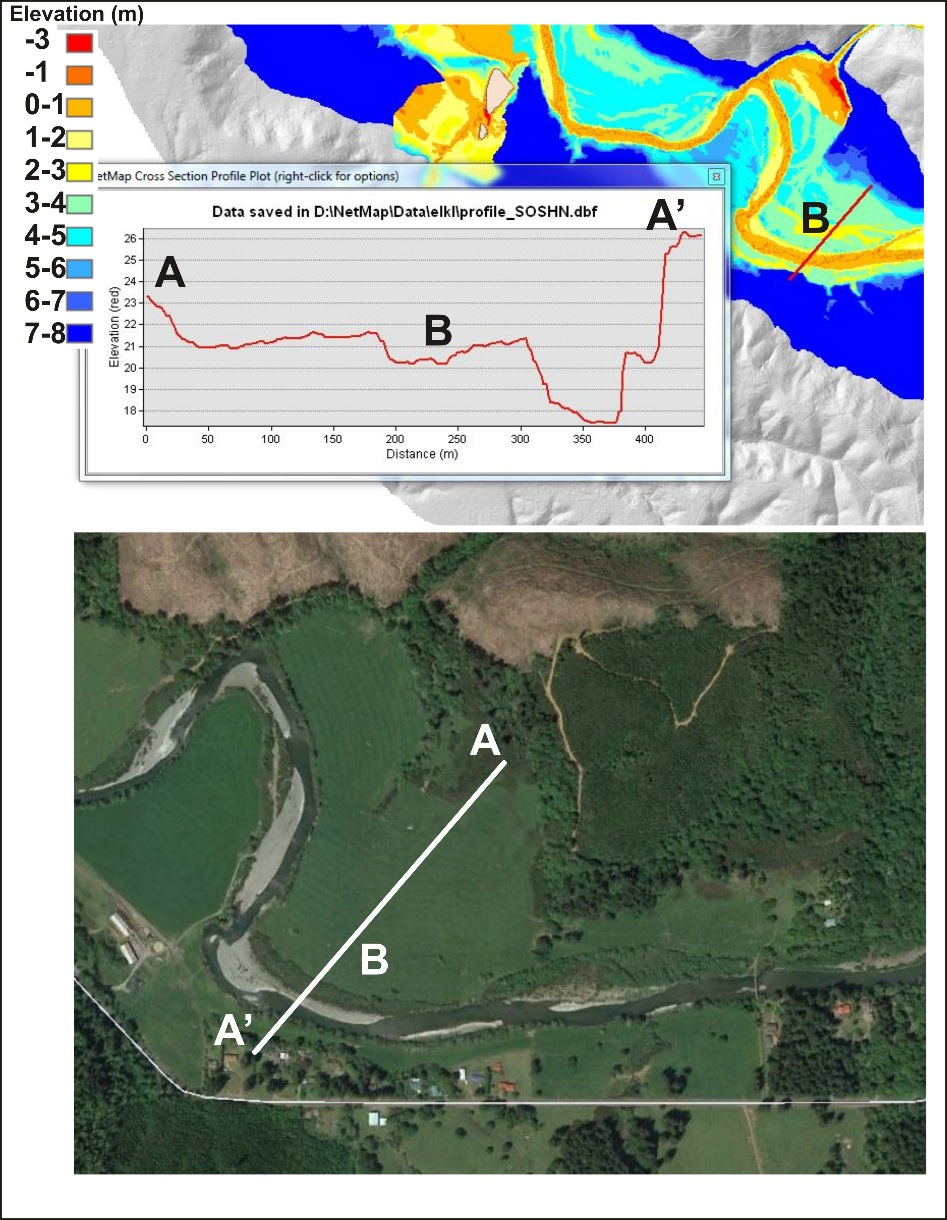 Elevation (m)
-3
-1
0-1
1-2
2-3
3-4
4-5
5-6
6-7
7-8
etMap Cross Section Profile Plot (right-click for options)
Data saved in D:\NetMap\Data\elkl\profile_SOSHN.dbf
A
B
A’
Elevation (red)
26
25
24
23
22
21
20
19
18
0
50
100
150
200
250
300
350
400
Distance (m)
B
A
B
A’